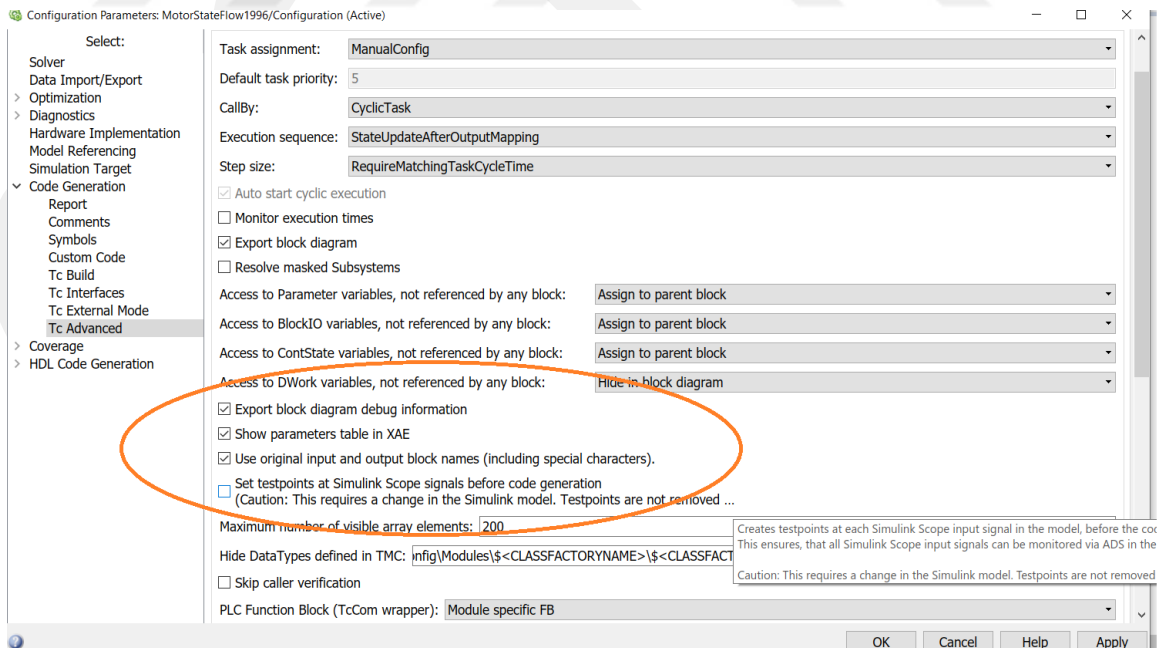 Configuration Parameters: MotorStateFlow1996/Configuration (Active)
Select:
Solver
Data Import/Export
Optimization
Diagnostics
Hardware Implementation
Model Referencing
Simulation Target
Code Generation
Report
Comments
Symbols
Custom Code
Tc Build
Tc Interfaces
Tc External Mode
Tc Advanced
Coverage
HDL Code Generation
Task assignment: ManualConfig
Default task priority: 5
CallBy: CyclicTask
Execution sequence: StateUpdateAfterOutputMapping
Step size: RequireMatchingTaskCycleTime
Auto start cyclic execution
Monitor execution times
Export block diagram
Resolve masked Subsystems
Access to Parameter variables, not referenced by any block: Assign to parent block
Access to BlockIO variables, not referenced by any block: Assign to parent block
Access to ContState variables, not referenced by any block: Assign to parent block
Access to DWork variables, not referenced by any block: Hide in block diagram
Export block diagram debug information
Show parameters table in XAE
Use original input and output block names (including special characters).
Set testpoints at Simulink Scope signals before code generation
(Caution: This requires a change in the Simulink model. Testpoints are not removed ...
Maximum number of visible array elements: 200
Hide DataTypes defined in TMC: onfig\Modules\$<CLASSFACTORYNAME>\$<CLASSFACT
Creates testpoints at each Simulink Scope input signal in the model, before the cod
This ensures, that all Simulink Scope input signals can be monitored via ADS in the
Caution: This requires a change in the Simulink model. Testpoints are not removed
Skip caller verification
PLC Function Block (TcCom wrapper): Module specific FB
OK Cancel Help Apply